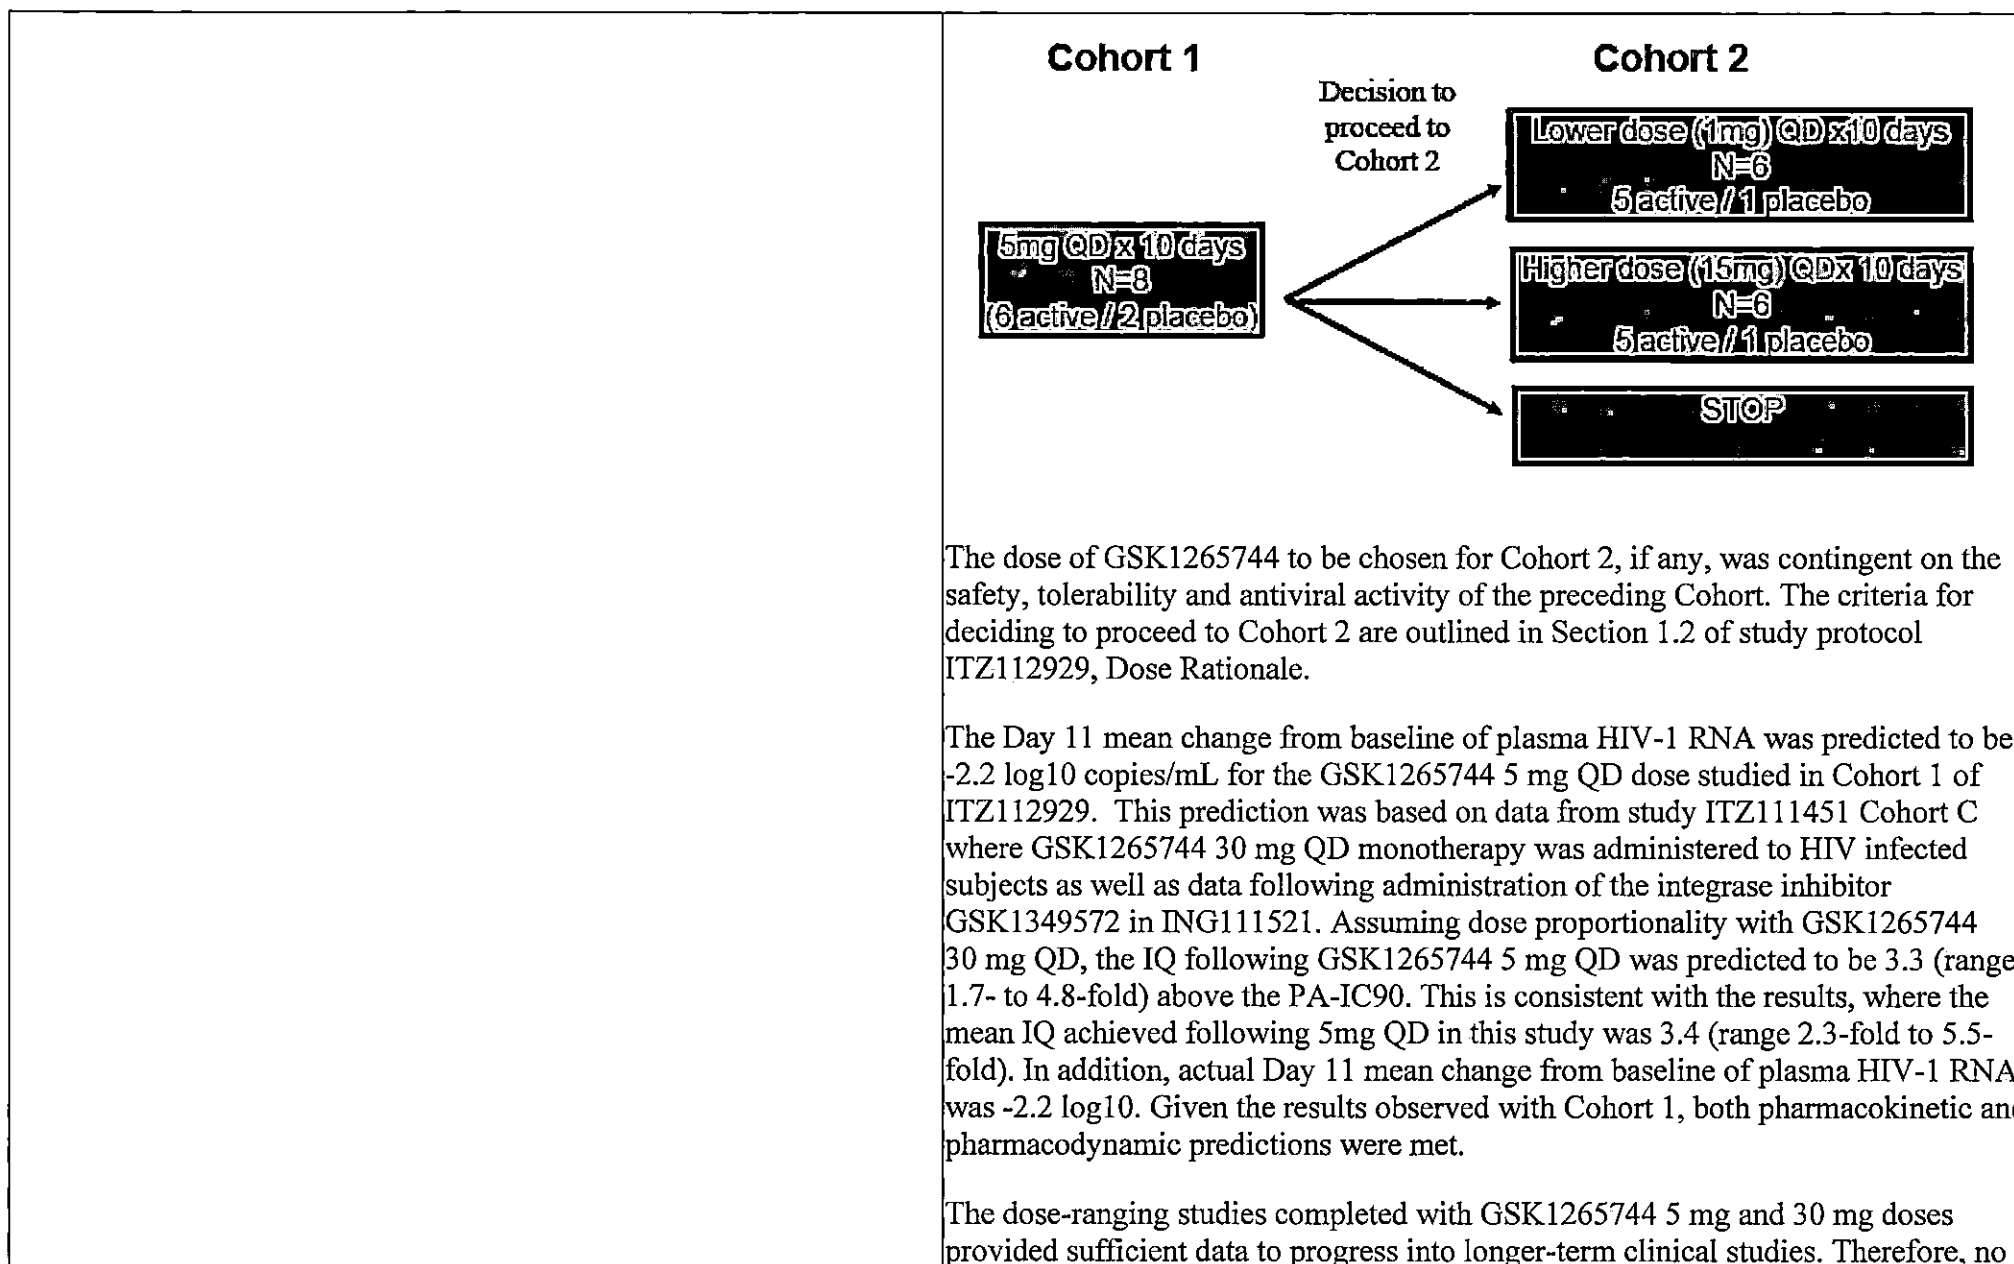 Cohort 1
Cohort 2
Decision to
proceed to
Cohort 2
Lower dose (1mg) QD x10 days
N=6
5 active / 1 placebo
5mg QD x 10 days
N=8
(6 active / 2 placebo)
Higher dose (15mg) QDx 10 days
N=6
5 active / 1 placebo
STOP
The dose of GSK1265744 to be chosen for Cohort 2, if any, was contingent on the
safety, tolerability and antiviral activity of the preceding Cohort. The criteria for
deciding to proceed to Cohort 2 are outlined in Section 1.2 of study protocol
ITZ112929, Dose Rationale.
The Day 11 mean change from baseline of plasma HIV-1 RNA was predicted to be
-2.2 log10 copies/mL for the GSK1265744 5 mg QD dose studied in Cohort 1 of
ITZ112929. This prediction was based on data from study ITZ111451 Cohort C
where GSK1265744 30 mg QD monotherapy was administered to HIV infected
subjects as well as data following administration of the integrase inhibitor
GSK1349572 in ING111521. Assuming dose proportionality with GSK1265744
30 mg QD, the IQ following GSK1265744 5 mg QD was predicted to be 3.3 (range
1.7- to 4.8-fold) above the PA-IC90. This is consistent with the results, where the
mean IQ achieved following 5mg QD in this study was 3.4 (range 2.3-fold to 5.5-
fold). In addition, actual Day 11 mean change from baseline of plasma HIV-1 RNA
was -2.2 log10. Given the results observed with Cohort 1, both pharmacokinetic and
pharmacodynamic predictions were met.
The dose-ranging studies completed with GSK1265744 5 mg and 30 mg doses
provided sufficient data to progress into longer-term clinical studies. Therefore, no